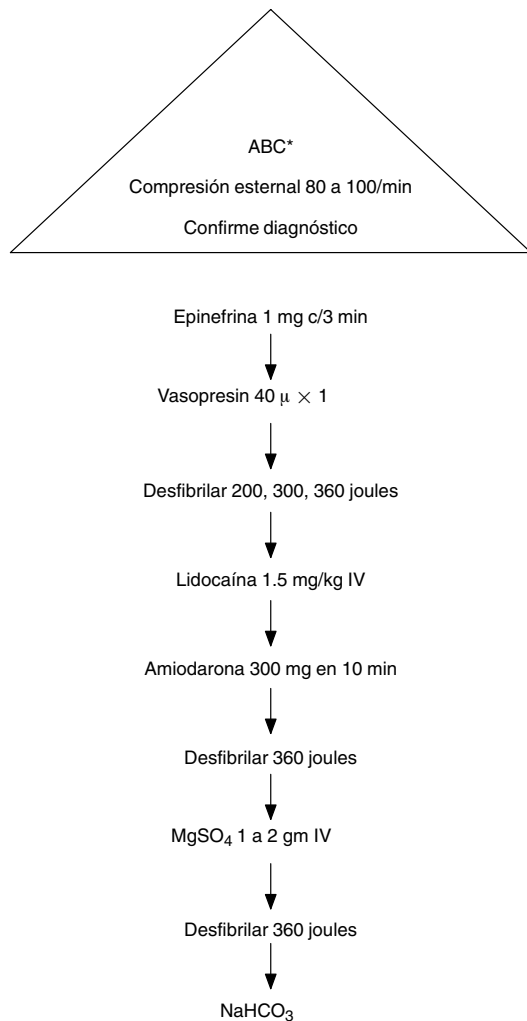 ABC*
Compresión esternal 80 a 100/min
Confirme diagnóstico
Epinefrina 1 mg c/3 min
Vasopresin 40 μ × 1
Desfibrilar 200, 300, 360 joules
Lidocaína 1.5 mg/kg IV
Amiodarona 300 mg en 10 min
Desfibrilar 360 joules
MgSO₄ 1 a 2 gm IV
Desfibrilar 360 joules
NaHCO₃